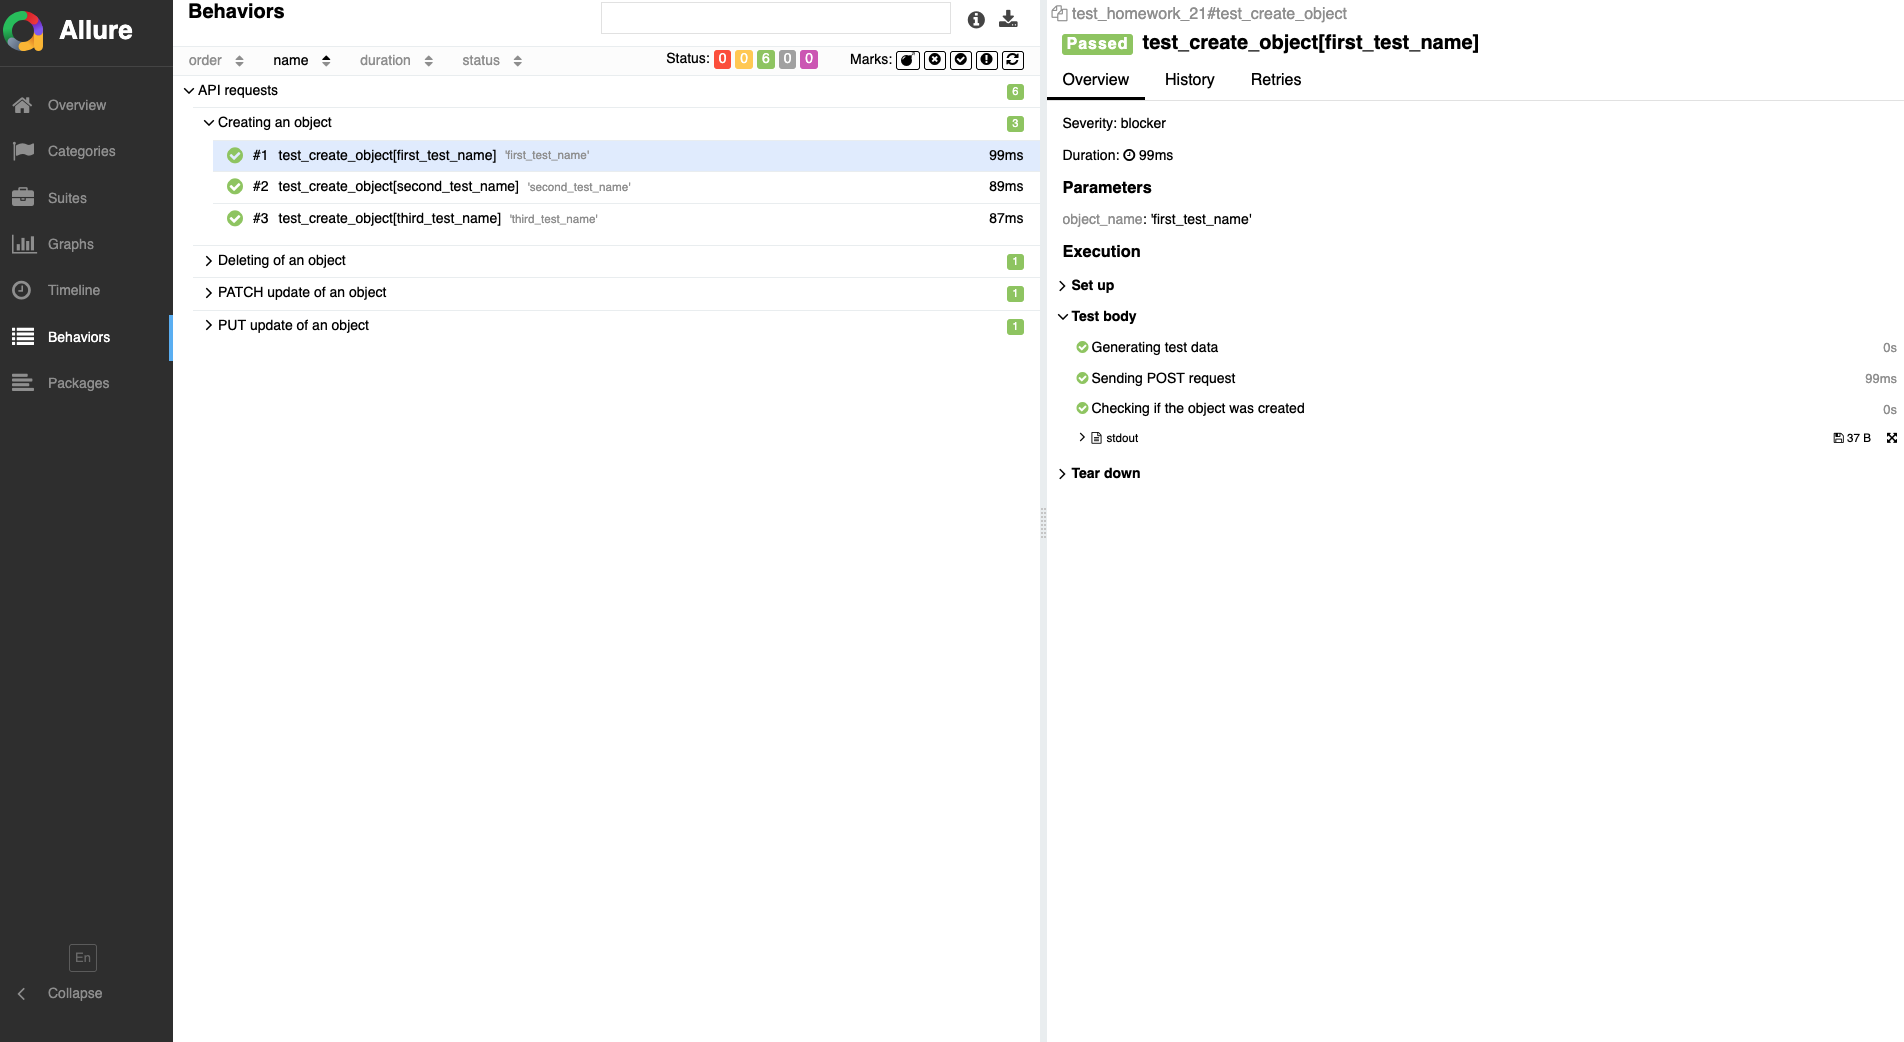 Allure
Overview
Categories
Suites
Graphs
Timeline
Behaviors
Packages
En
Collapse
Behaviors
order name duration status Status: 0 0 6 0 0 Marks:
API requests 6
Creating an object 3
#1 test_create_object[first_test_name] 'first_test_name' 99ms
#2 test_create_object[second_test_name] 'second_test_name' 89ms
#3 test_create_object[third_test_name] 'third_test_name' 87ms
Deleting of an object 1
PATCH update of an object 1
PUT update of an object 1
test_homework_21#test_create_object
Passed test_create_object[first_test_name]
Overview History Retries
Severity: blocker
Duration: 99ms
Parameters
object_name: 'first_test_name'
Execution
Set up
Test body
Generating test data 0s
Sending POST request 99ms
Checking if the object was created 0s
stdout 37 B
Tear down